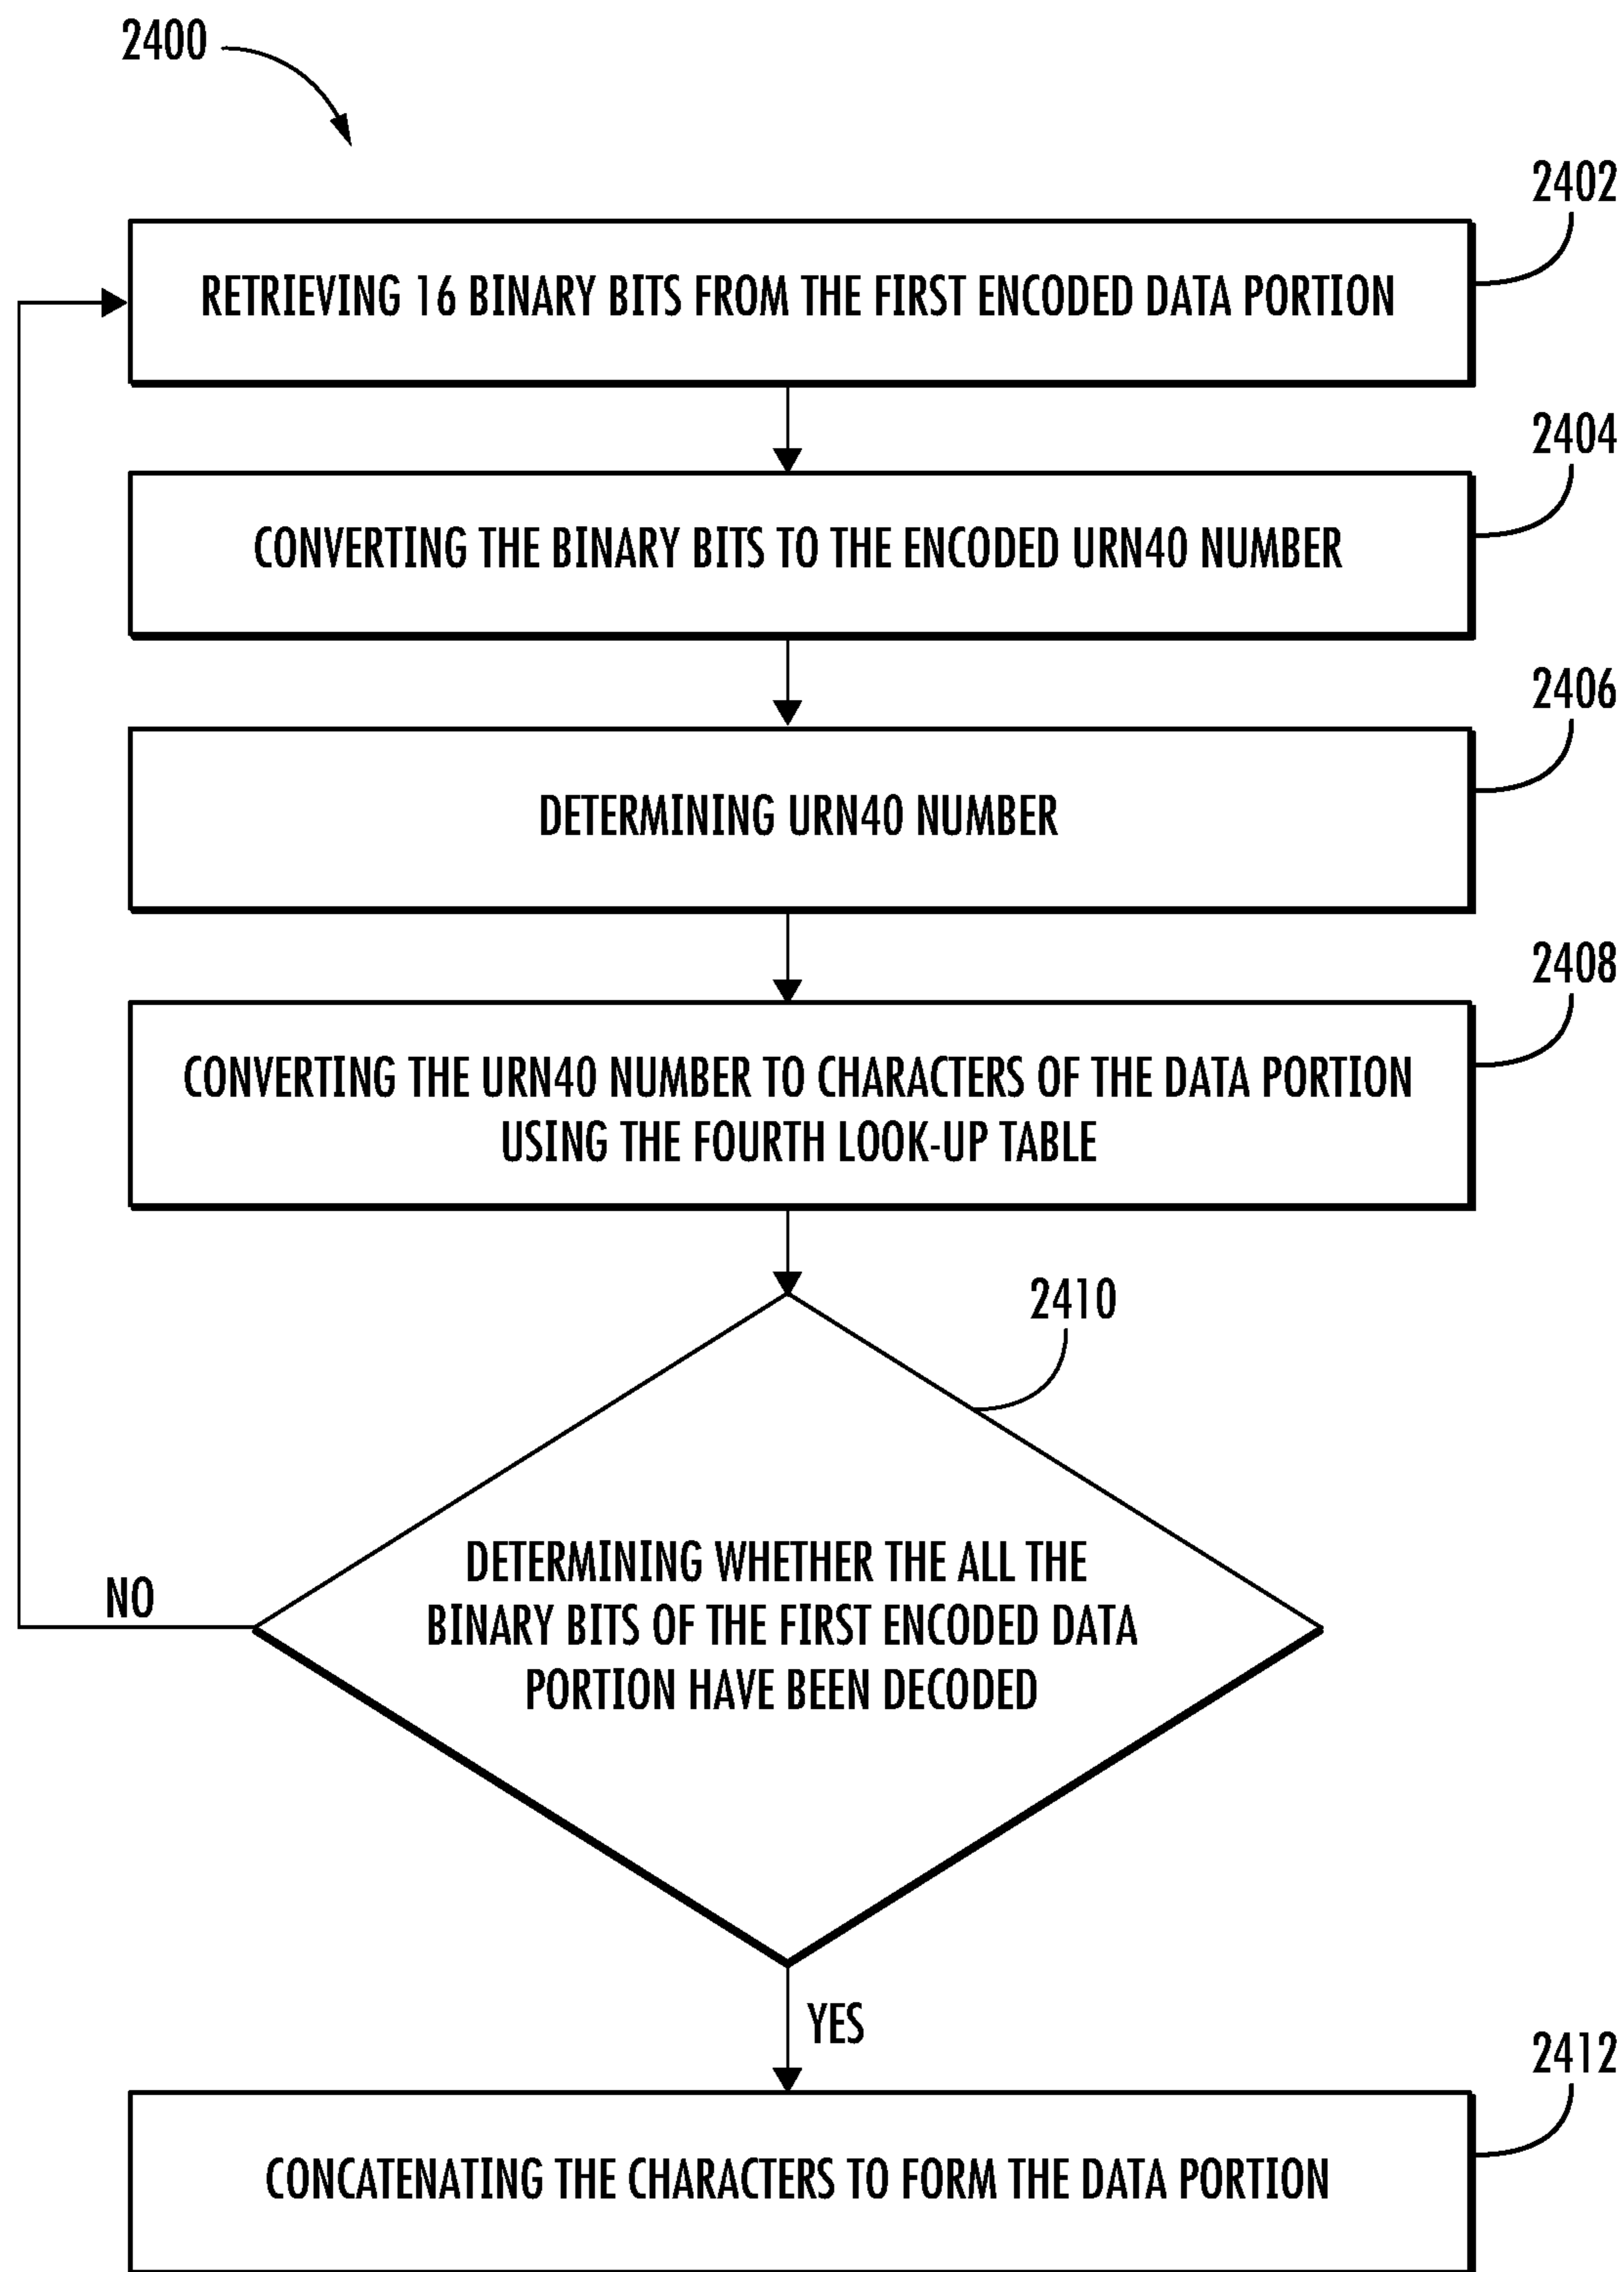 2400
2402
RETRIEVING 16 BINARY BITS FROM THE FIRST ENCODED DATA PORTION
2404
CONVERTING THE BINARY BITS TO THE ENCODED URN40 NUMBER
2406
DETERMINING URN40 NUMBER
2408
CONVERTING THE URN40 NUMBER TO CHARACTERS OF THE DATA PORTION
USING THE FOURTH LOOK-UP TABLE
2410
DETERMINING WHETHER THE ALL THE
BINARY BITS OF THE FIRST ENCODED DATA
PORTION HAVE BEEN DECODED
NO
YES
2412
CONCATENATING THE CHARACTERS TO FORM THE DATA PORTION